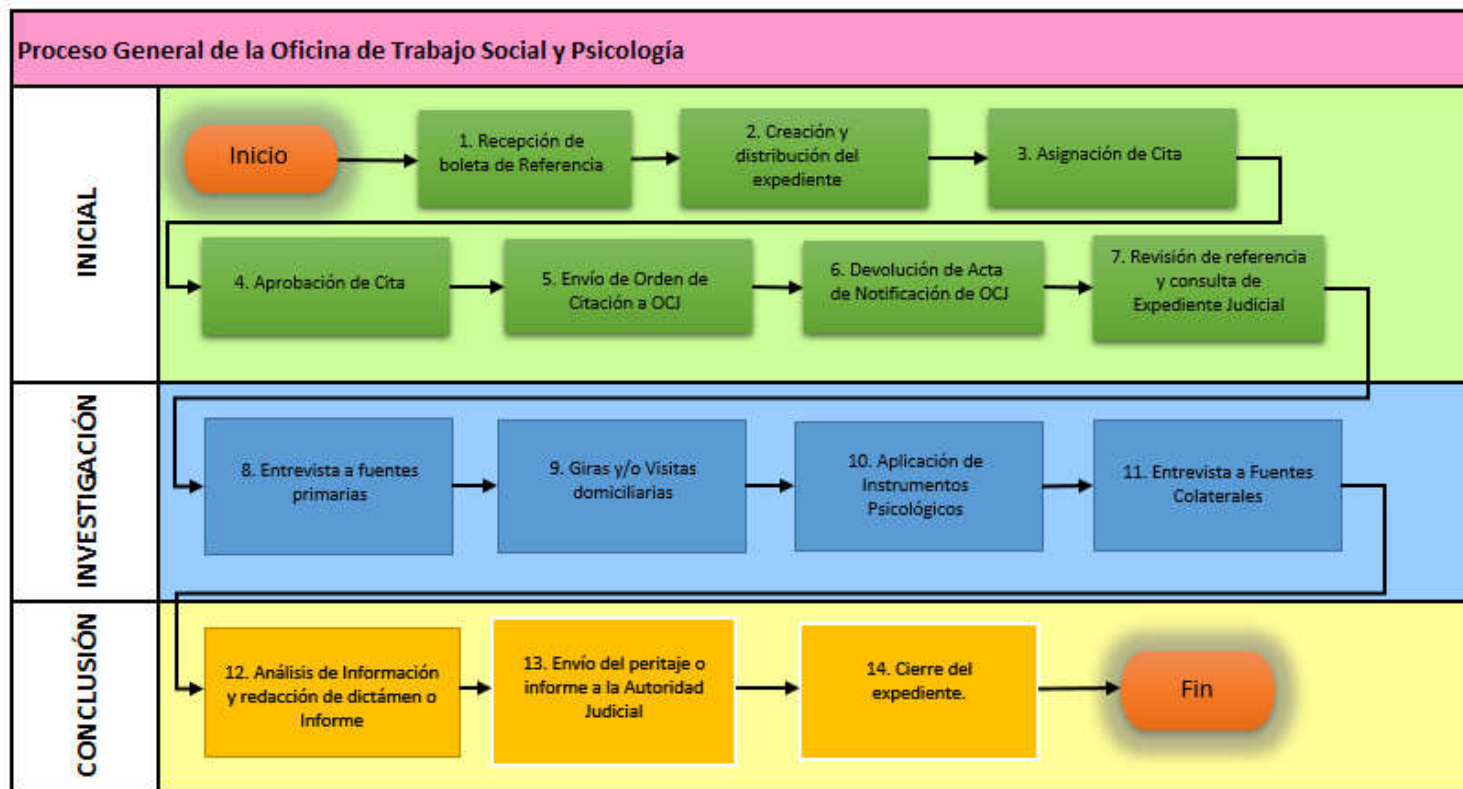 Proceso General de la Oficina de Trabajo Social y Psicología
INICIAL
Inicio
1. Recepción de
boleta de Referencia
2. Creación y
distribución del
expediente
3. Asignación de Cita
4. Aprobación de Cita
5. Envío de Orden de
Citación a OCJ
6. Devolución de Acta
de Notificación de OCJ
7. Revisión de referencia
y consulta de
Expediente Judicial
INVESTIGACIÓN
8. Entrevista a fuentes
primarias
9. Giras y/o Visitas
domiciliarias
10. Aplicación de
Instrumentos
Psicológicos
11. Entrevista a Fuentes
Colaterales
CONCLUSIÓN
12. Análisis de Información
y redacción de dictámen o
Informe
13. Envío del peritaje o
informe a la Autoridad
Judicial
14. Cierre del
expediente.
Fin